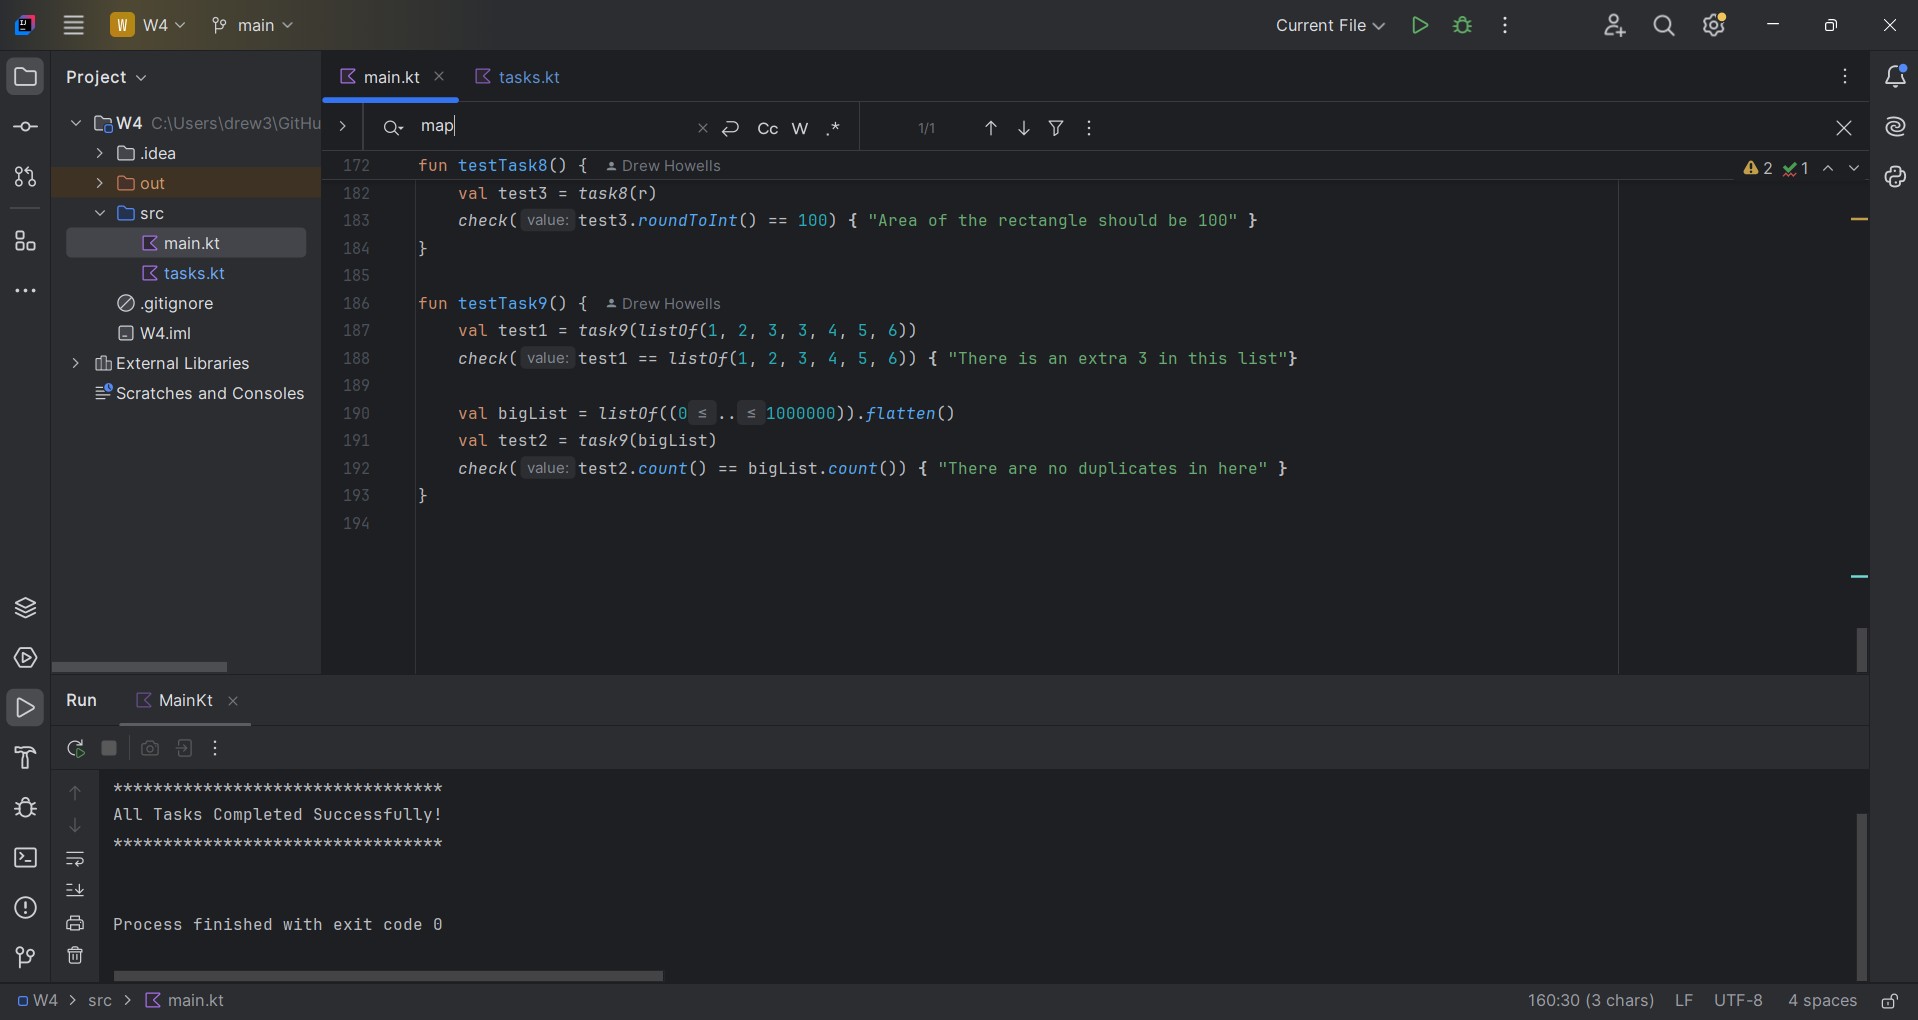 W W4 main Current File
Project main.kt tasks.kt
map Cc W .* 1/1
W4 C:\Users\drew3\GitHu
.idea
out
src
main.kt
tasks.kt
.gitignore
W4.iml
External Libraries
Scratches and Consoles
172 fun testTask8() { Drew Howells
2 1
182 val test3 = task8(r)
183 check( value: test3.roundToInt() == 100) { "Area of the rectangle should be 100" }
184 }
185
186 fun testTask9() { Drew Howells
187 val test1 = task9(listOf(1, 2, 3, 3, 4, 5, 6))
188 check( value: test1 == listOf(1, 2, 3, 4, 5, 6)) { "There is an extra 3 in this list"}
189
190 val bigList = listOf((0 ≤ .. ≤ 1000000)).flatten()
191 val test2 = task9(bigList)
192 check( value: test2.count() == bigList.count()) { "There are no duplicates in here" }
193 }
194
Run MainKt
*********************************
All Tasks Completed Successfully!
*********************************
Process finished with exit code 0
W4 > src > main.kt
160:30 (3 chars) LF UTF-8 4 spaces